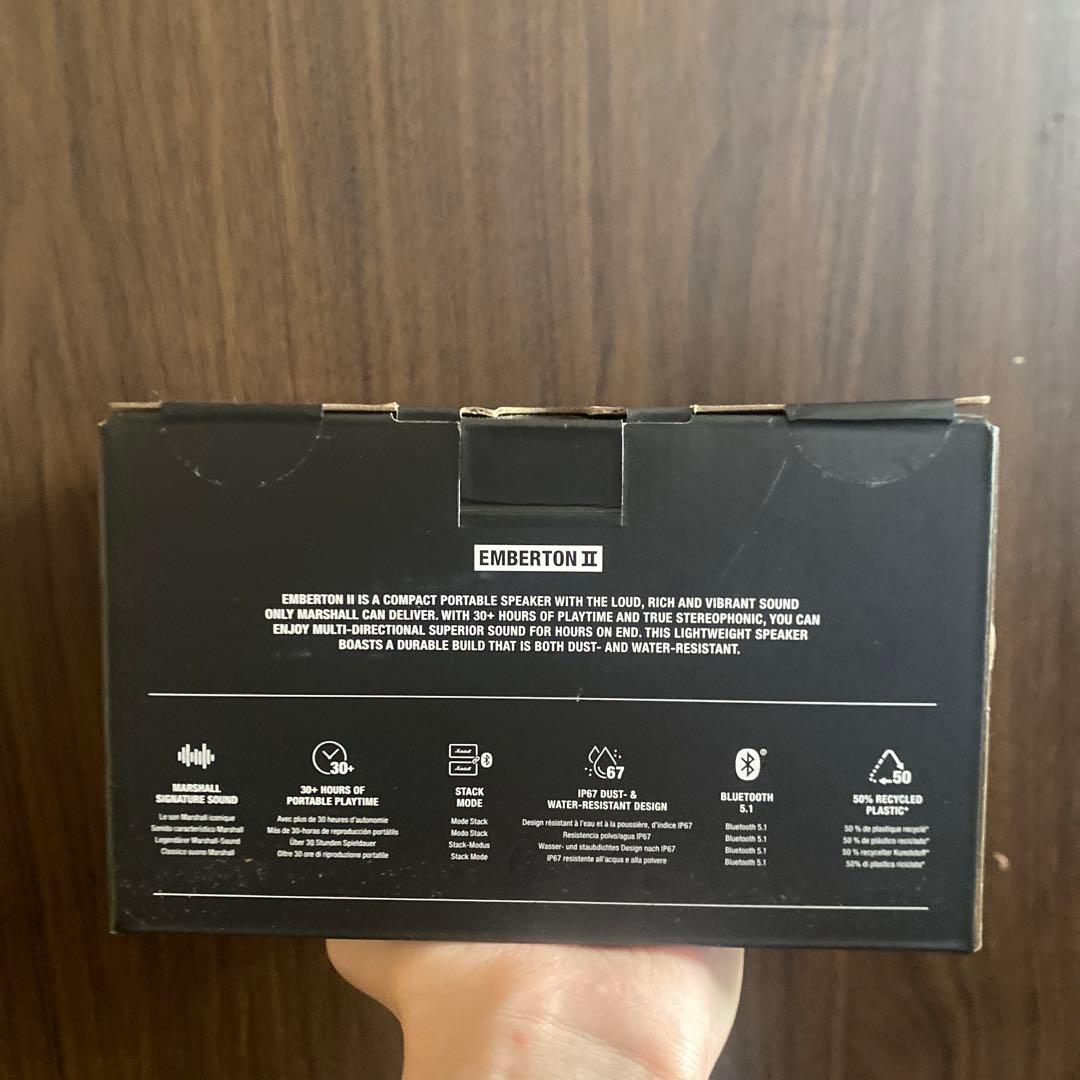 EMBERTON II
EMBERTON II IS A COMPACT PORTABLE SPEAKER WITH THE LOUD, RICH AND VIBRANT SOUND
ONLY MARSHALL CAN DELIVER. WITH 30+ HOURS OF PLAYTIME AND TRUE STEREOPHONIC, YOU CAN
ENJOY MULTI-DIRECTIONAL SUPERIOR SOUND FOR HOURS ON END. THIS LIGHTWEIGHT SPEAKER
BOASTS A DURABLE BUILD THAT IS BOTH DUST- AND WATER-RESISTANT.
MARSHALL
SIGNATURE SOUND
Le son Marshall iconique
Sonido característico Marshall
Legendärer Marshall-Sound
Classico suono Marshall
30+
30+ HOURS OF
PORTABLE PLAYTIME
Avec plus de 30 heures d'autonomie
Más de 30-horas de reproducción portátils
Über 30 Stunden Spieldauer
Oltre 30 ore di riproduzione portatile
Marshall
Marshall
STACK
MODE
Mode Stack
Modo Stack
Stack-Modus
Stack Mode
67
IP67 DUST- &
WATER-RESISTANT DESIGN
Design résistant à l'eau et à la poussière, d'indice IP67
Resistencia polvo/agua IP67
Wasser- und staubdichtes Design nach IP67
IP67 resistente all'acqua e alla polvere
®
BLUETOOTH
5.1
Bluetooth 5.1
Bluetooth 5.1
Bluetooth 5.1
Bluetooth 5.1
50
50% RECYCLED
PLASTIC*
50 % de plastique recyclé*
50 % de plástico reciclado*
50 % recycelter Kunststoff*
50% di plastica riciclata*